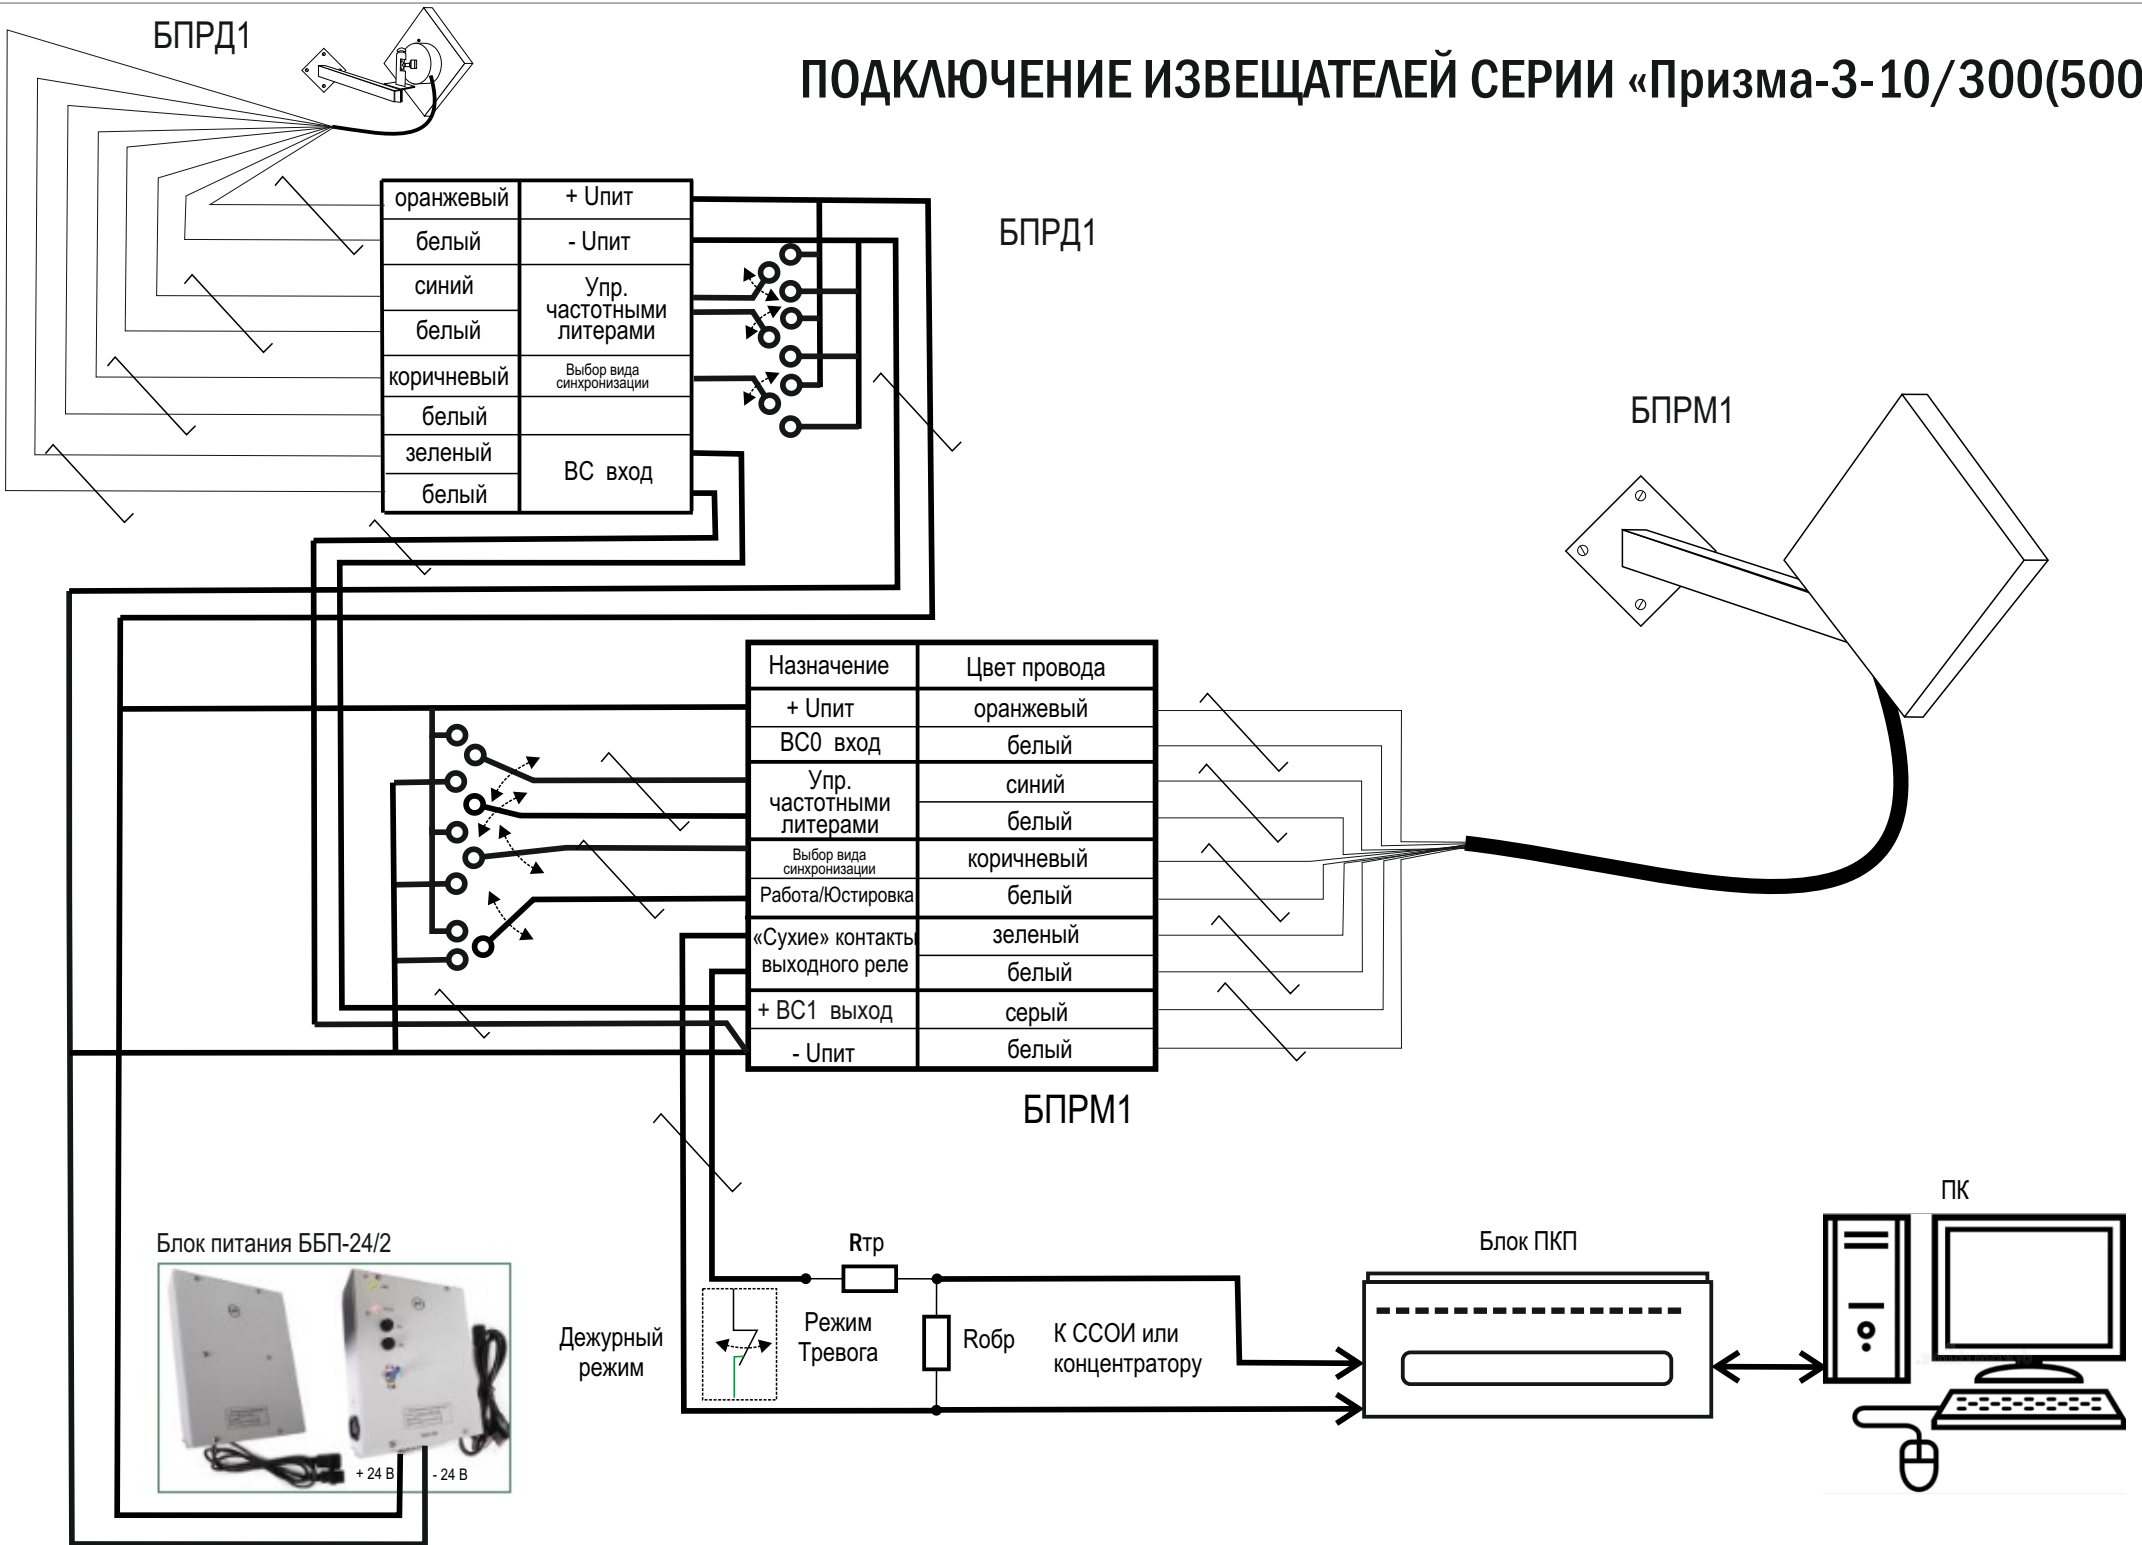 БПРД1
ПОДКЛЮЧЕНИЕ ИЗВЕЩАТЕЛЕЙ СЕРИИ «Призма-3-10/300(500
оранжевый
+ Uпит
белый
- Uпит
синий
Упр.
частотными
литерами
белый
коричневый
Выбор вида
синхронизации
белый
зеленый
ВС вход
белый
БПРД1
БПРМ1
Назначение
Цвет провода
+ Uпит
оранжевый
ВС0 вход
белый
Упр.
частотными
литерами
синий
белый
Выбор вида
синхронизации
коричневый
Работа/Юстировка
белый
«Сухие» контакты
выходного реле
зеленый
белый
+ ВС1 выход
серый
- Uпит
белый
БПРМ1
Блок питания ББП-24/2
+ 24 В
- 24 В
Дежурный
режим
Rтр
Режим
Тревога
Rобр
К ССОИ или
концентратору
Блок ПКП
ПК